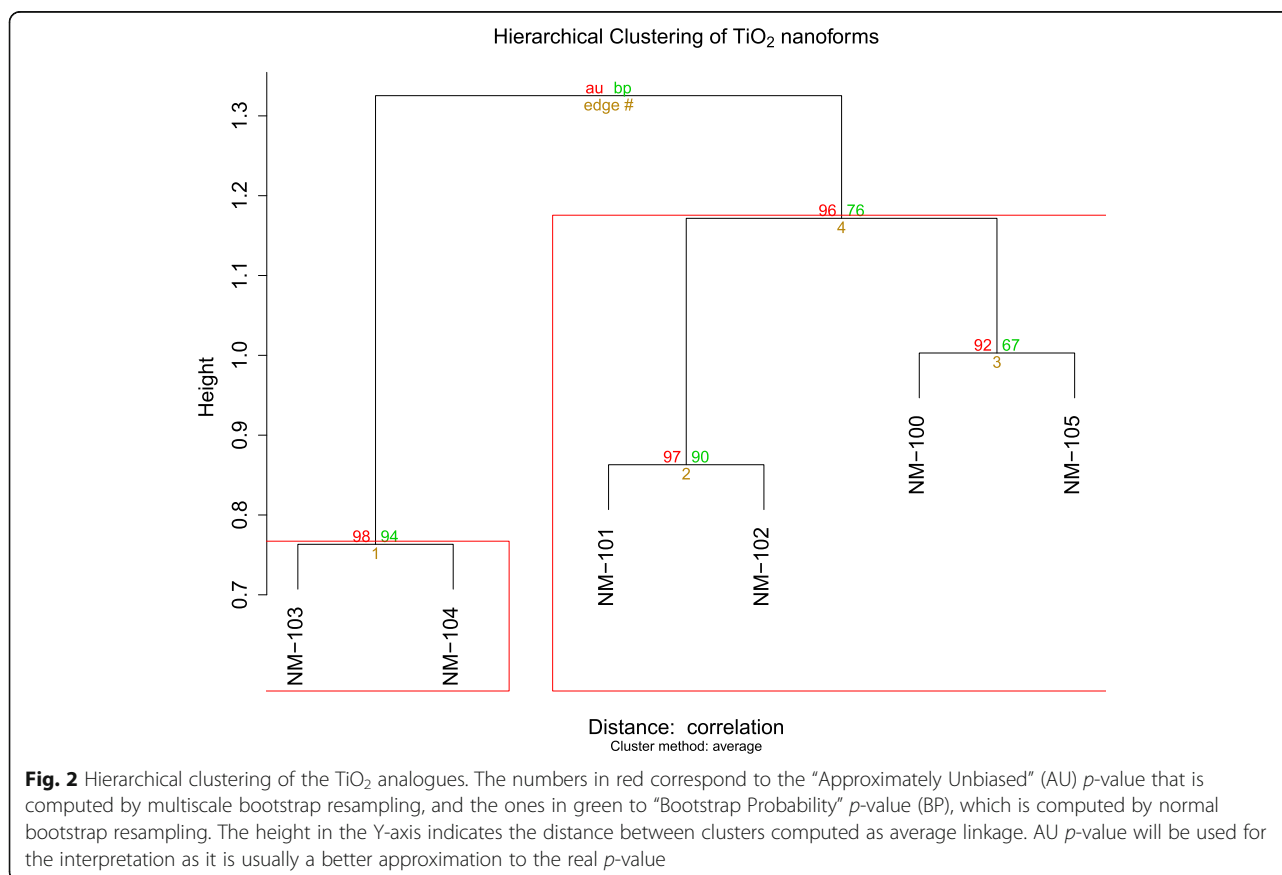 Hierarchical Clustering of TiO₂ nanoforms
au bp
edge #
1.3
1.2
96 76
4
1.1
Height
1.0
92 67
3
NM−100
NM−105
0.9
97 90
2
NM−101
NM−102
0.8
98 94
1
0.7
NM−103
NM−104
Distance: correlation
Cluster method: average
Fig. 2 Hierarchical clustering of the TiO₂ analogues. The numbers in red correspond to the “Approximately Unbiased” (AU) p-value that is
computed by multiscale bootstrap resampling, and the ones in green to “Bootstrap Probability” p-value (BP), which is computed by normal
bootstrap resampling. The height in the Y-axis indicates the distance between clusters computed as average linkage. AU p-value will be used for
the interpretation as it is usually a better approximation to the real p-value